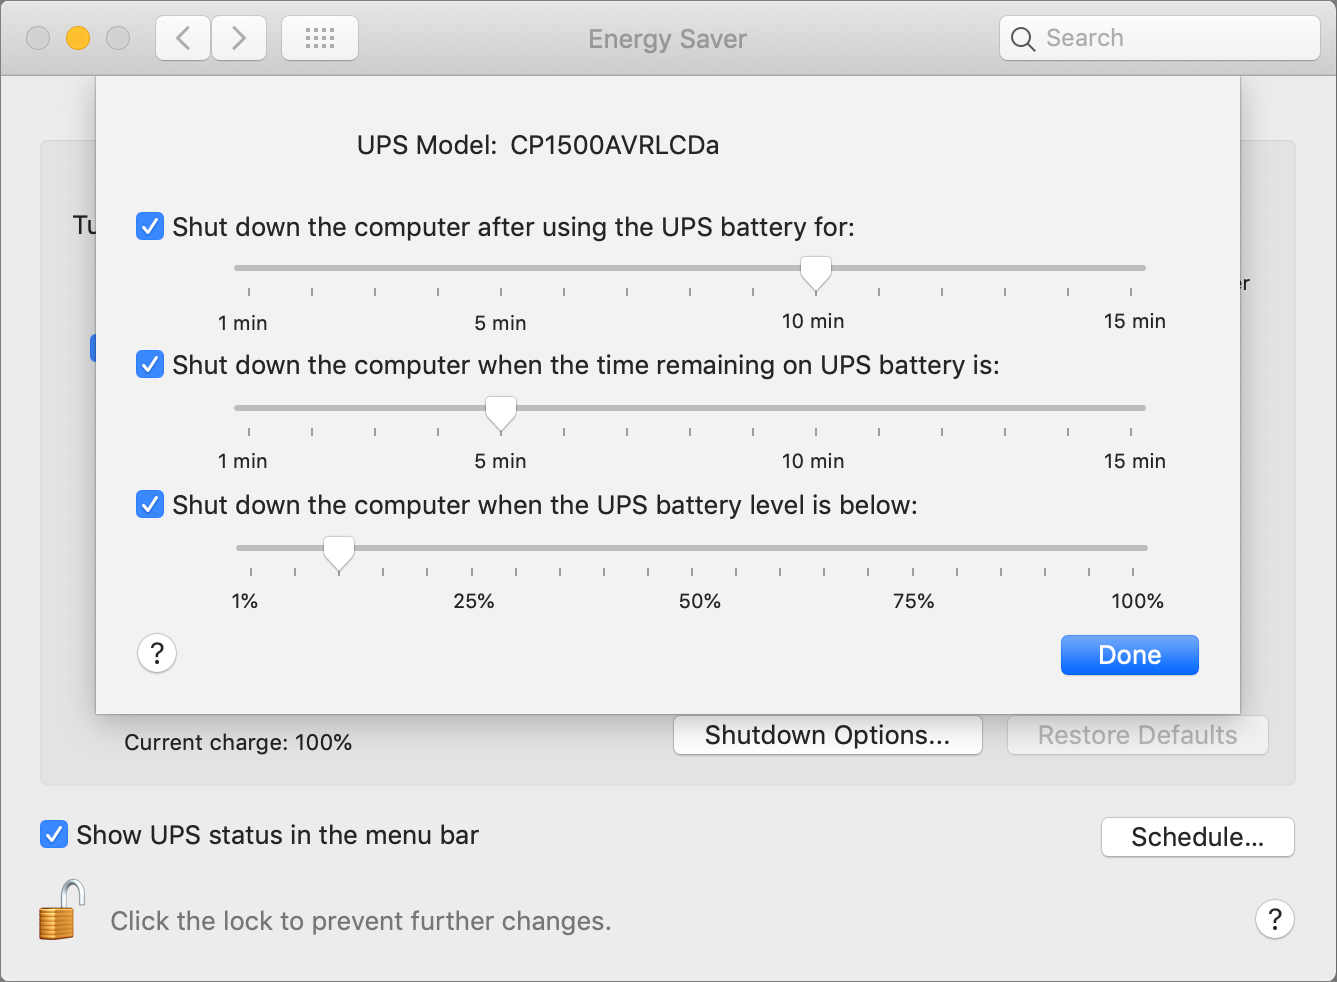 Energy Saver
Search
UPS Model: CP1500AVRLCDa
Shut down the computer after using the UPS battery for:
1 min 5 min 10 min 15 min
Shut down the computer when the time remaining on UPS battery is:
1 min 5 min 10 min 15 min
Shut down the computer when the UPS battery level is below:
1% 25% 50% 75% 100%
?
Done
Current charge: 100%
Shutdown Options...
Restore Defaults
Show UPS status in the menu bar
Schedule...
Click the lock to prevent further changes.
?